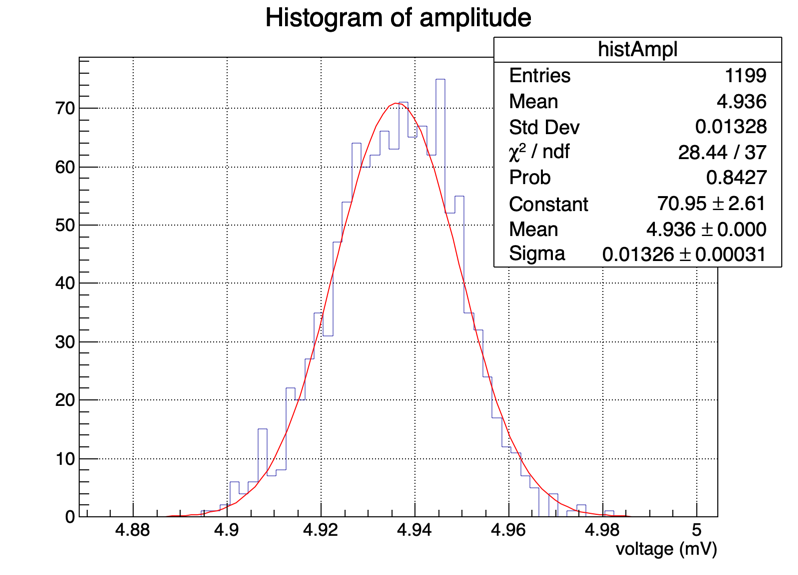 Histogram of amplitude
histAmpl
Entries 1199
Mean 4.936
Std Dev 0.01328
χ² / ndf 28.44 / 37
Prob 0.8427
Constant 70.95 ± 2.61
Mean 4.936 ± 0.000
Sigma 0.01326 ± 0.00031
70
60
50
40
30
20
10
0
4.88 4.9 4.92 4.94 4.96 4.98 5
voltage (mV)